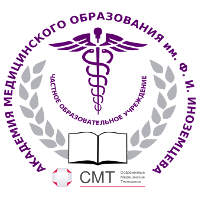 АКАДЕМИЯ МЕДИЦИНСКОГО ОБРАЗОВАНИЯ им. Ф. И. ИНОЗЕМЦЕВА
ЧАСТНОЕ ОБРАЗОВАТЕЛЬНОЕ УЧРЕЖДЕНИЕ
СМТ
Современные
Медицинские
Технологии